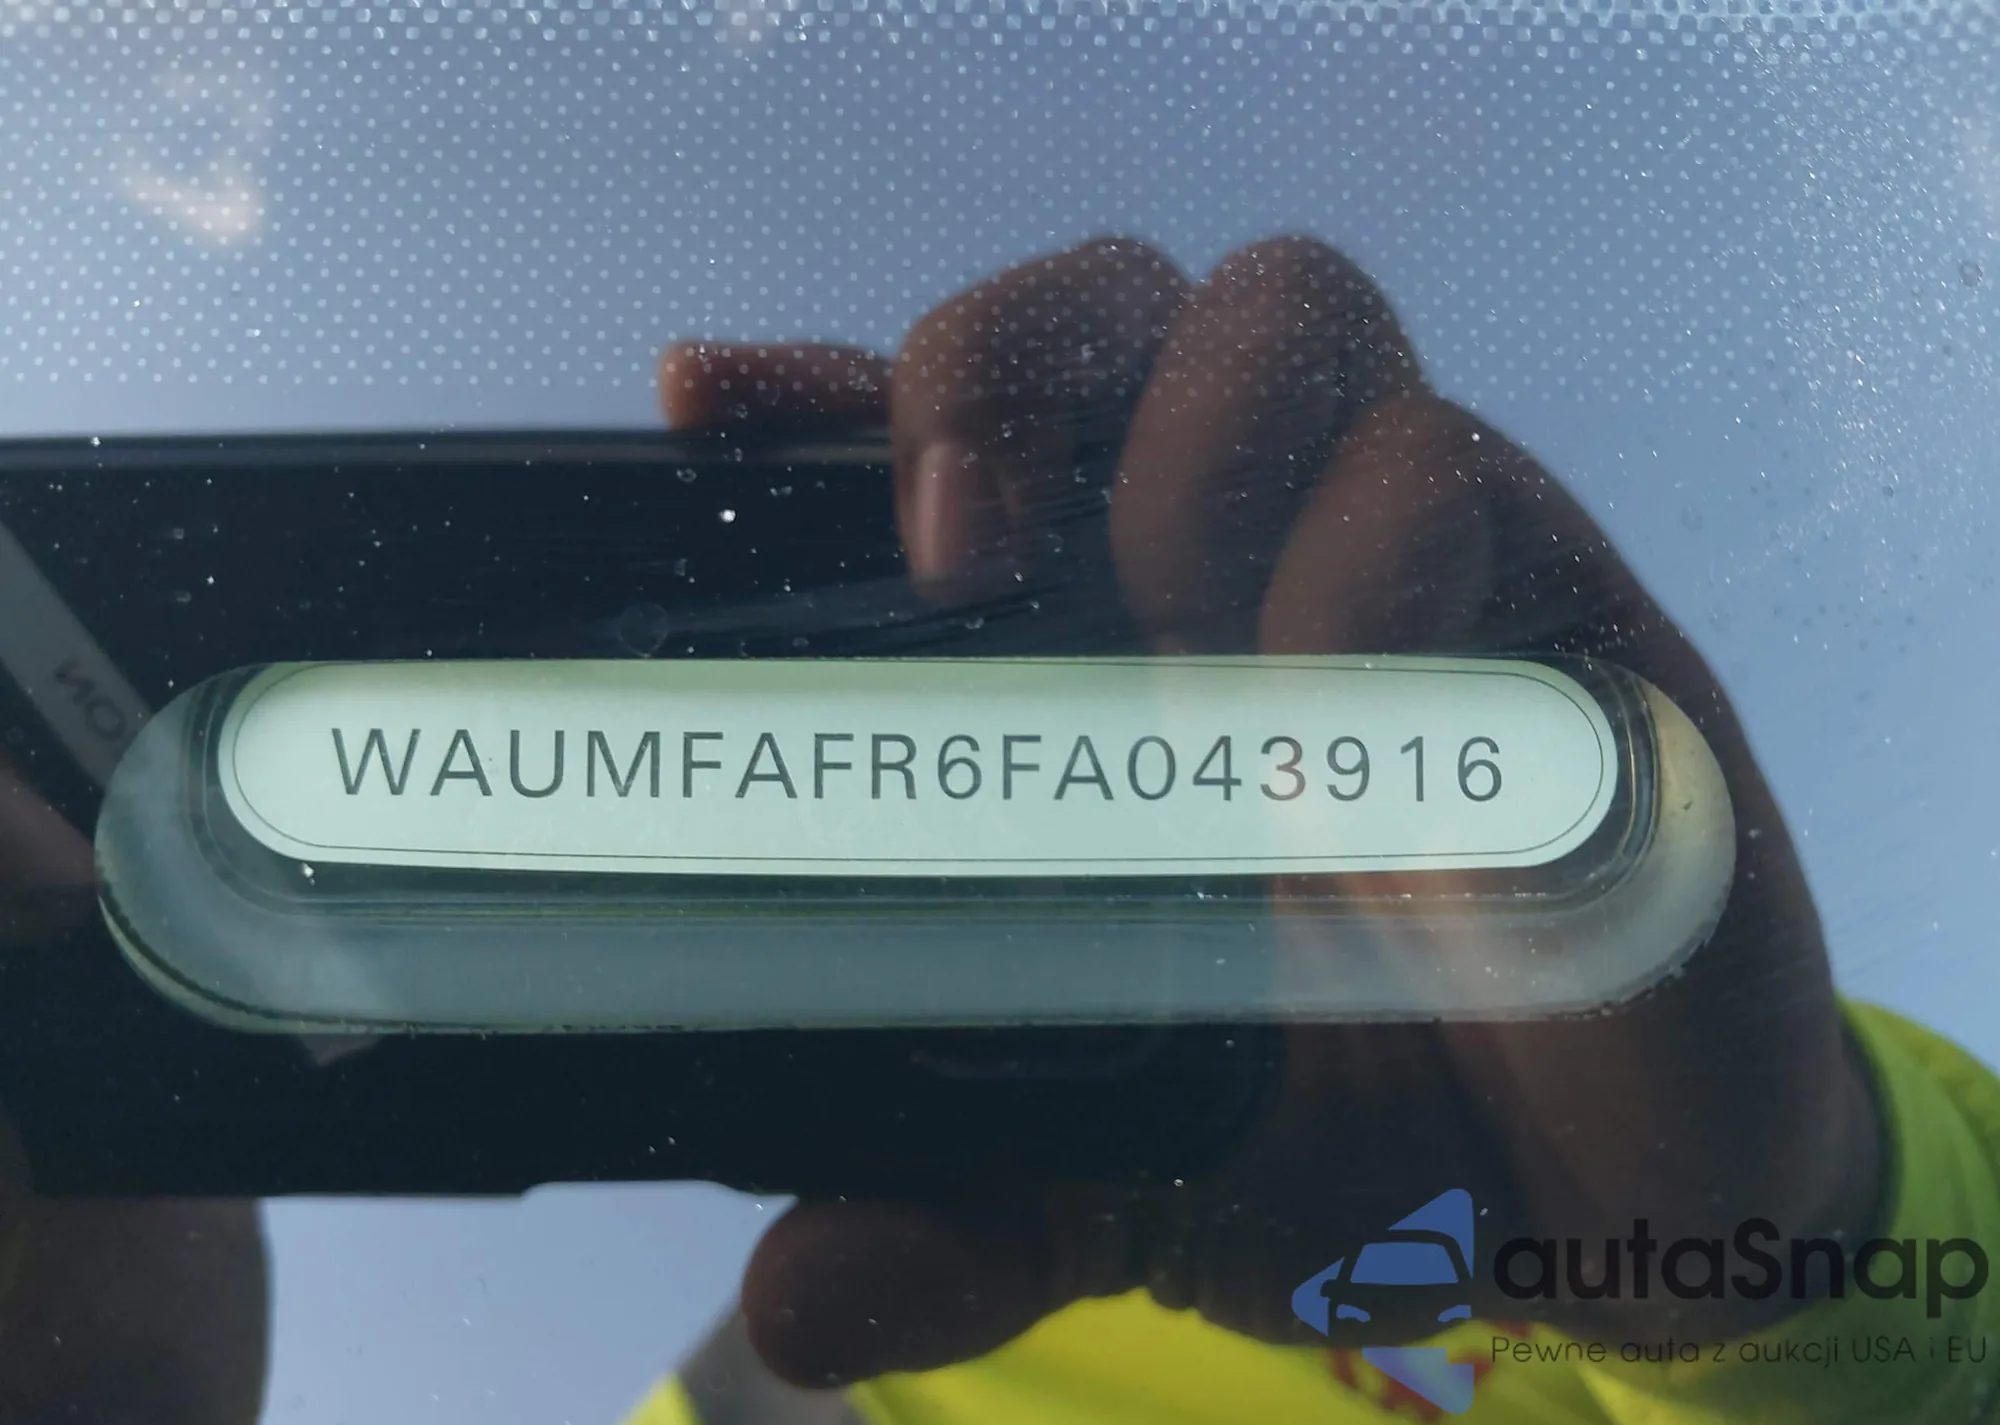 WAUMFAFR6FA043916
autaSnap
Pewne auta z aukcji USA i EU